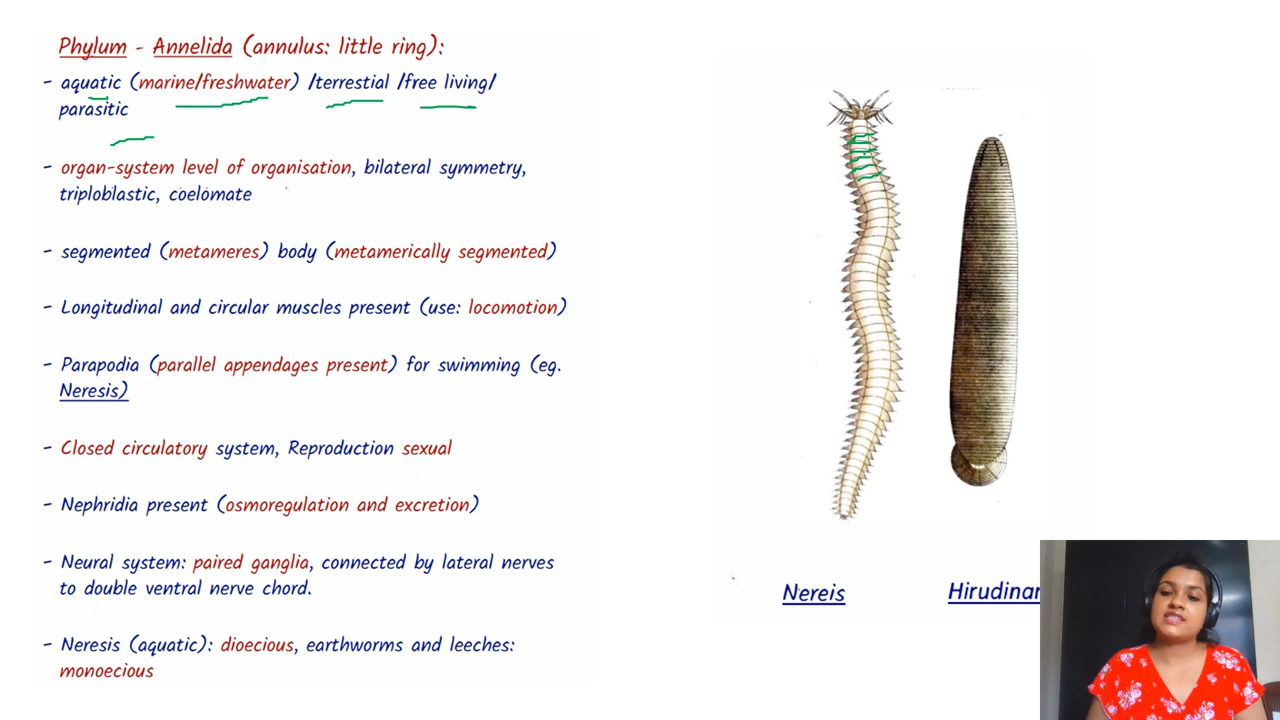 Phylum - Annelida (annulus: little ring):
- aquatic (marine/freshwater) /terrestial /free living/
parasitic
- organ-system level of organisation, bilateral symmetry,
triploblastic, coelomate
- segmented (metameres) body (metamerically segmented)
- Longitudinal and circular muscles present (use: locomotion)
- Parapodia (parallel appendages present) for swimming (eg.
Neresis)
- Closed circulatory system, Reproduction sexual
- Nephridia present (osmoregulation and excretion)
- Neural system: paired ganglia, connected by lateral nerves
to double ventral nerve chord.
- Neresis (aquatic): dioecious, earthworms and leeches:
monoecious
Nereis
Hirudinar